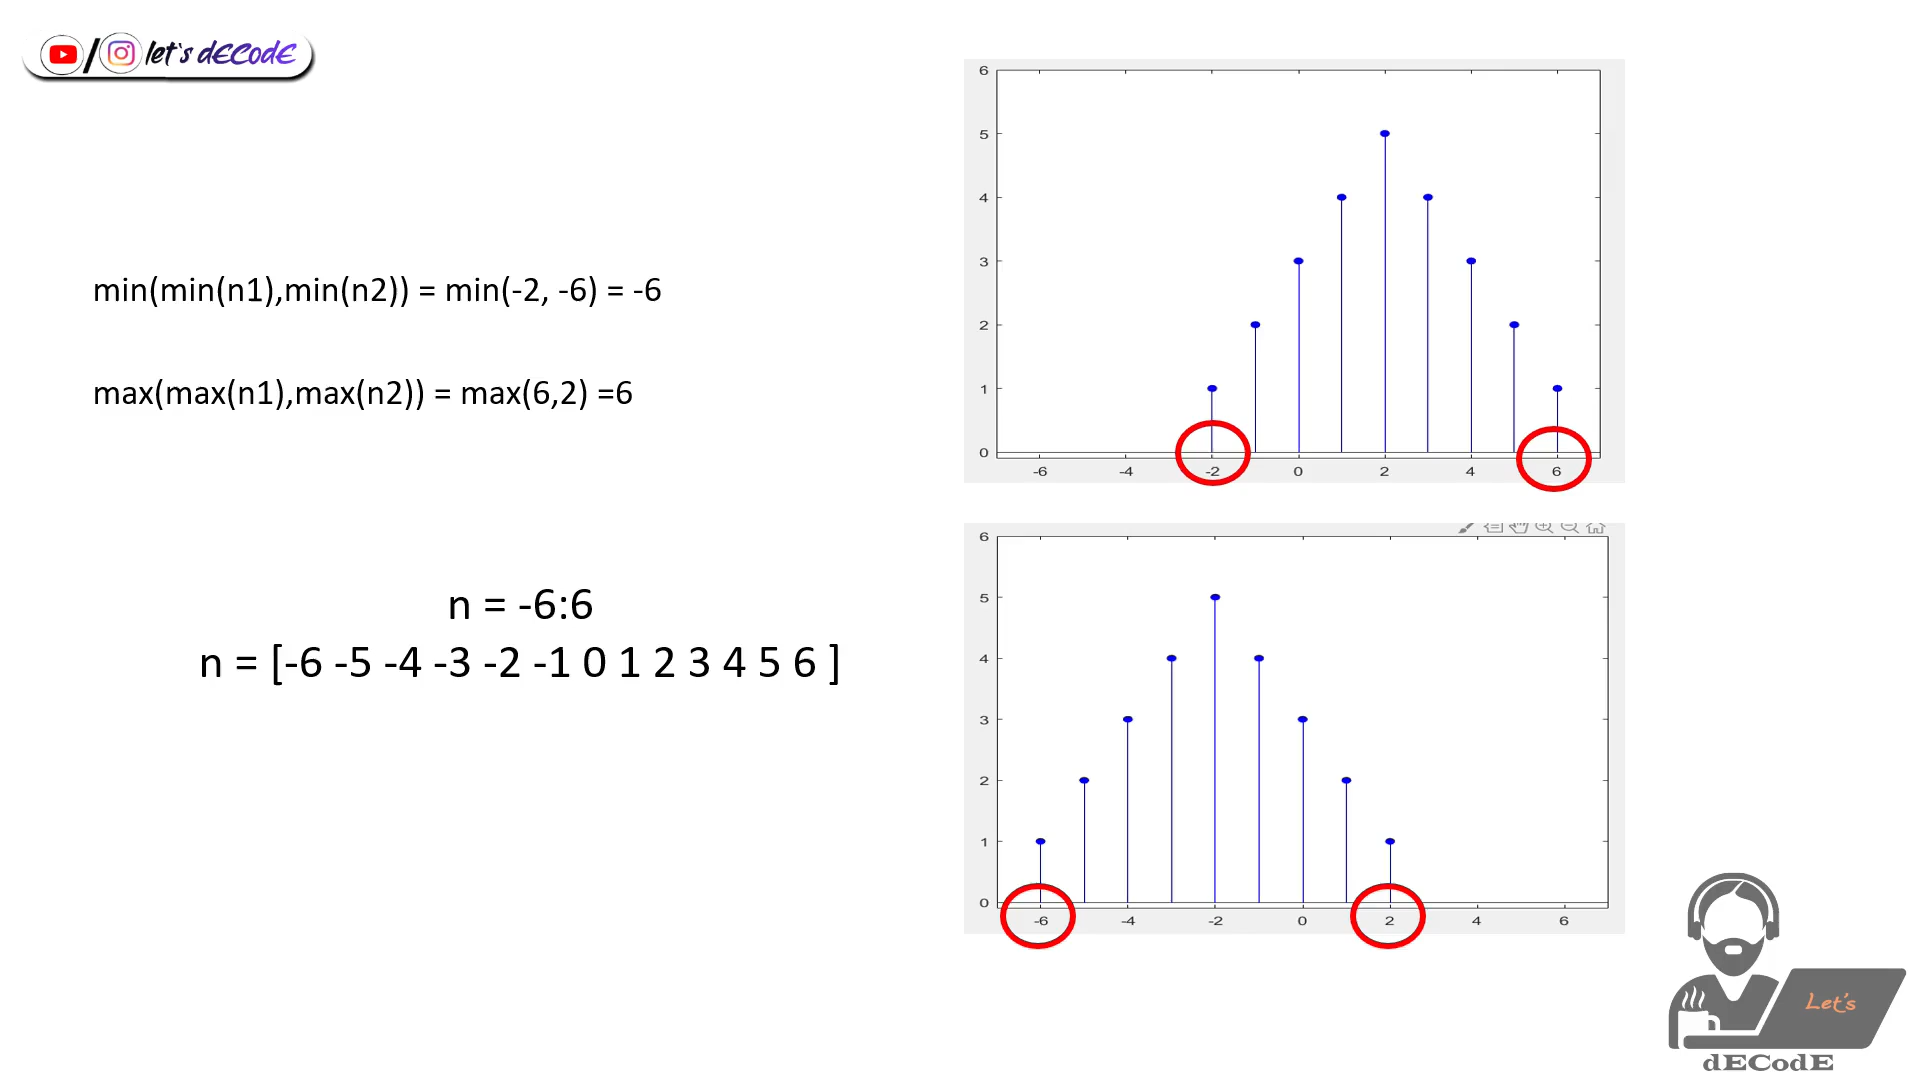 let's dECodE
min(min(n1),min(n2)) = min(-2, -6) = -6
max(max(n1),max(n2)) = max(6,2) =6
n = -6:6
n = [-6 -5 -4 -3 -2 -1 0 1 2 3 4 5 6 ]
6
5
4
3
2
1
0
-6 -4 -2 0 2 4 6
6
5
4
3
2
1
0
-6 -4 -2 0 2 4 6
Let's
dECodE